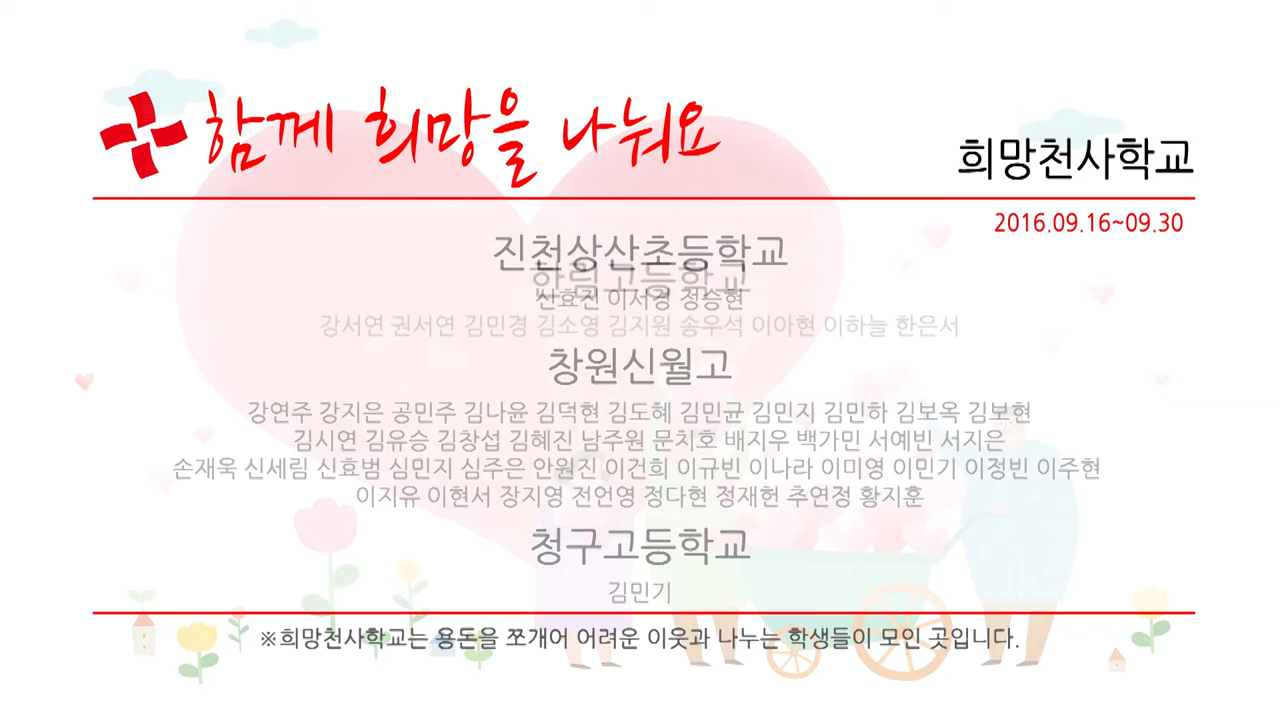 함께 희망을 나눠요
희망천사학교
2016.09.16~09.30
진천상산초등학교
한림고등학교
신효진 이서경 정승현
강서연 권서연 김민경 김소영 김지원 송우석 이아현 이하늘 한은서
창원신월고
강연주 강지은 공민주 김나윤 김덕현 김도혜 김민균 김민지 김민하 김보옥 김보현
김시연 김유승 김창섭 김혜진 남주원 문치호 배지우 백가민 서예빈 서지은
손재욱 신세림 신효범 심민지 심주은 안원진 이건희 이규빈 이나라 이미영 이민기 이정빈 이주현
이지유 이현서 장지영 전언영 정다현 정재헌 추연정 황지훈
청구고등학교
김민기
※희망천사학교는 용돈을 쪼개어 어려운 이웃과 나누는 학생들이 모인 곳입니다.